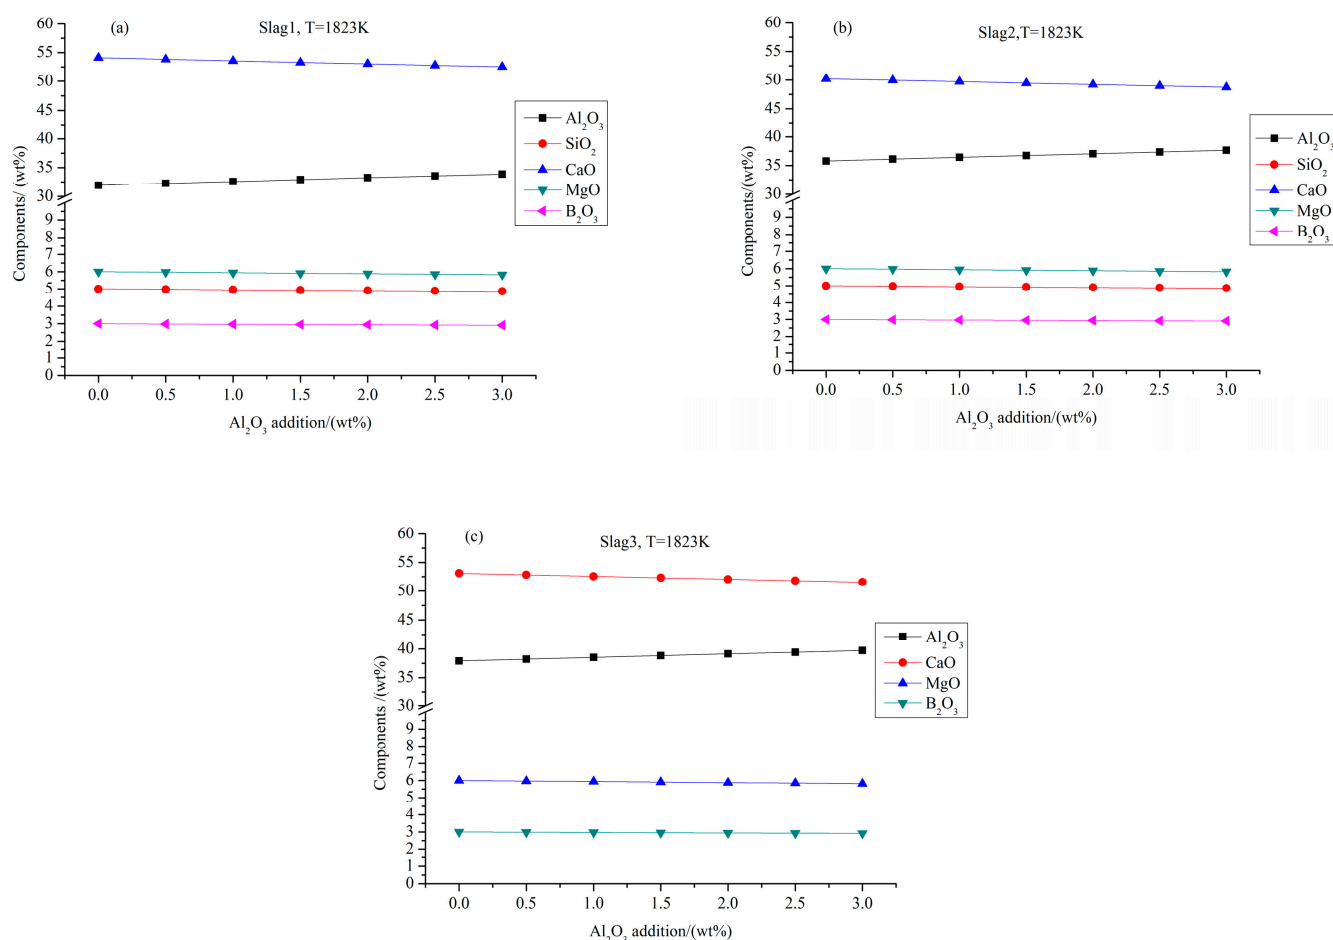 (a)
Slag1, T=1823K
Components/ (wt%)
60
55
50
45
40
35
30
9
8
7
6
5
4
3
2
1
0
0.0 0.5 1.0 1.5 2.0 2.5 3.0
Al₂O₃ addition/(wt%)
Al₂O₃
SiO₂
CaO
MgO
B₂O₃
(b)
Slag2,T=1823K
Components/(wt%)
60
55
50
45
40
35
30
9
8
7
6
5
4
3
2
1
0
0.0 0.5 1.0 1.5 2.0 2.5 3.0
Al₂O₃ addition/(wt%)
Al₂O₃
SiO₂
CaO
MgO
B₂O₃
(c)
Slag3, T=1823K
Components /(wt%)
60
55
50
45
40
35
30
9
8
7
6
5
4
3
2
1
0
0.0 0.5 1.0 1.5 2.0 2.5 3.0
Al₂O₃ addition/(wt%)
Al₂O₃
CaO
MgO
B₂O₃